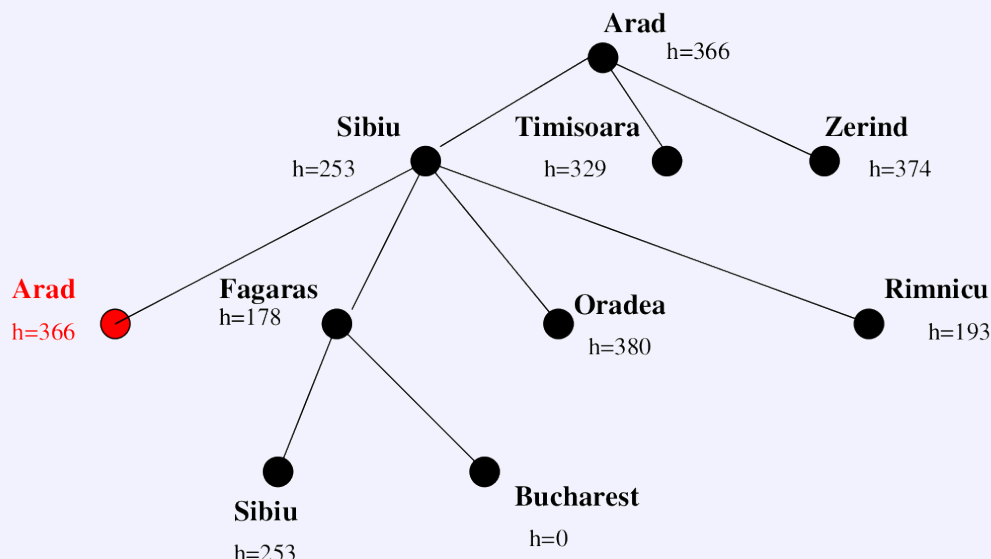 Arad
h=366
Sibiu
h=253
Timisoara
h=329
Zerind
h=374
Arad
h=366
Fagaras
h=178
Oradea
h=380
Rimnicu
h=193
Sibiu
h=253
Bucharest
h=0